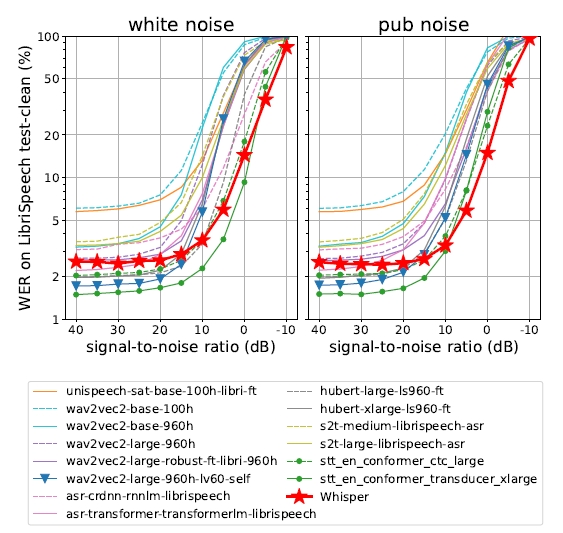 white noise pub noise
WER on LibriSpeech test-clean (%)
100
50
20
10
5
2
1
40 30 20 10 0 -10 40 30 20 10 0 -10
signal-to-noise ratio (dB) signal-to-noise ratio (dB)
unispeech-sat-base-100h-libri-ft
wav2vec2-base-100h
wav2vec2-base-960h
wav2vec2-large-960h
wav2vec2-large-robust-ft-libri-960h
wav2vec2-large-960h-lv60-self
asr-crdnn-rnnlm-librispeech
asr-transformer-transformerlm-librispeech
hubert-large-ls960-ft
hubert-xlarge-ls960-ft
s2t-medium-librispeech-asr
s2t-large-librispeech-asr
stt_en_conformer_ctc_large
stt_en_conformer_transducer_xlarge
Whisper